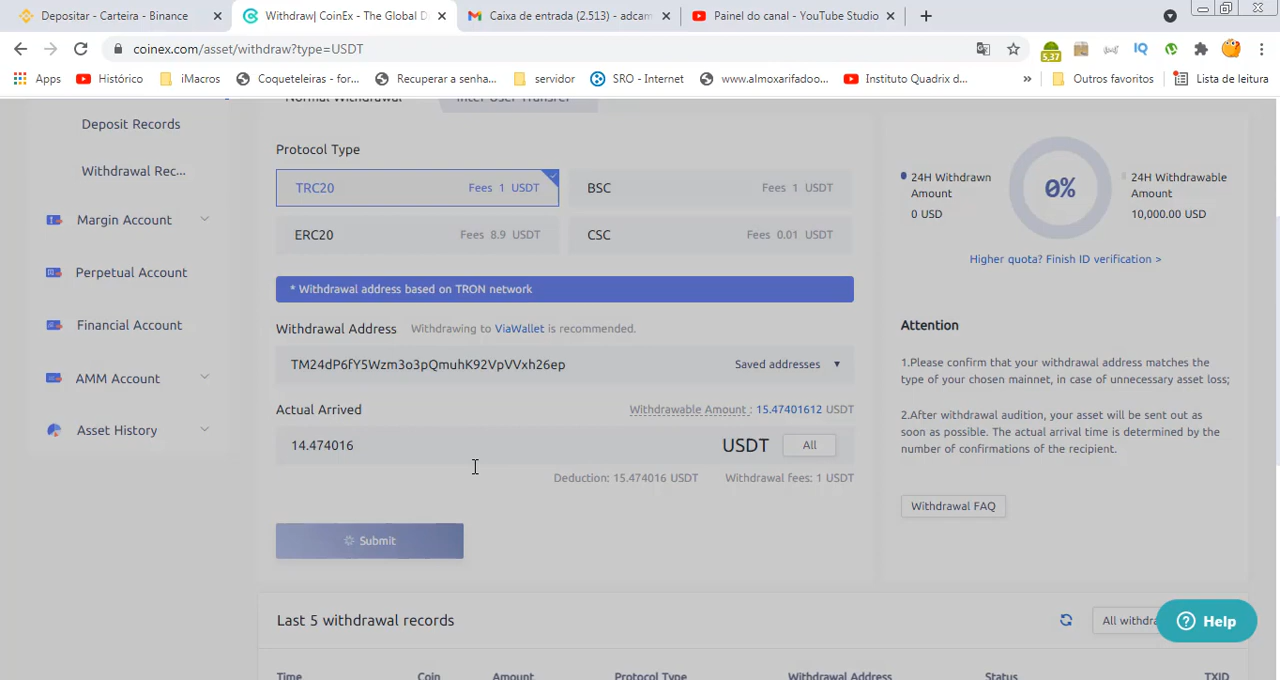 Depositar - Carteira - Binance
Withdraw| CoinEx - The Global D
Caixa de entrada (2.513) - adcam
Painel do canal - YouTube Studio
coinex.com/asset/withdraw?type=USDT
5,37
IQ
Apps
Histórico
iMacros
Coqueteleiras - for...
Recuperar a senha...
servidor
SRO - Internet
www.almoxarifadoo...
Instituto Quadrix d...
»
Outros favoritos
Lista de leitura
Normal Withdrawal
Inter-User Transfer
Deposit Records
Withdrawal Rec...
Margin Account
Perpetual Account
Financial Account
AMM Account
Asset History
Protocol Type
TRC20 Fees 1 USDT
BSC Fees 1 USDT
ERC20 Fees 8.9 USDT
CSC Fees 0.01 USDT
* Withdrawal address based on TRON network
Withdrawal Address Withdrawing to ViaWallet is recommended.
TM24dP6fY5Wzm3o3pQmuhK92VpVVxh26ep Saved addresses
Actual Arrived Withdrawable Amount : 15.47401612 USDT
14.474016 USDT All
Deduction: 15.474016 USDT Withdrawal fees: 1 USDT
Submit
24H Withdrawn
Amount
0 USD
0%
24H Withdrawable
Amount
10,000.00 USD
Higher quota? Finish ID verification >
Attention
1.Please confirm that your withdrawal address matches the
type of your chosen mainnet, in case of unnecessary asset loss;
2.After withdrawal audition, your asset will be sent out as
soon as possible. The actual arrival time is determined by the
number of confirmations of the recipient.
Withdrawal FAQ
Last 5 withdrawal records
All withdra
Help
Time Coin Amount Protocol Type Withdrawal Address Status TXID